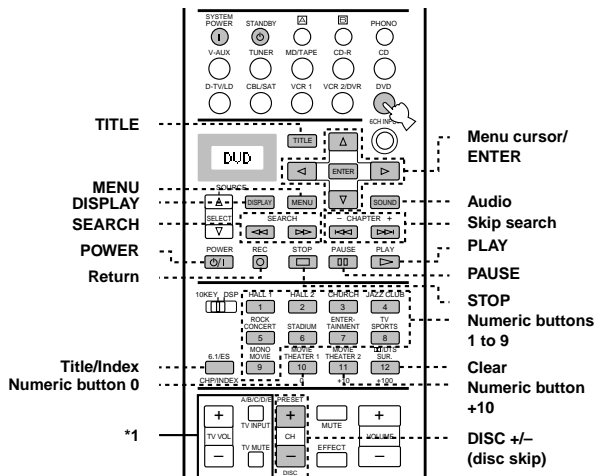 SYSTEM
POWER STANDBY A B PHONO
V-AUX TUNER MD/TAPE CD-R CD
D-TV/LD CBL/SAT VCR 1 VCR 2/DVR DVD
6CH INPUT
TITLE
TITLE
DVD
ENTER
Menu cursor/
ENTER
MENU
DISPLAY
SOURCE
SELECT
DISPLAY MENU SOUND
Audio
SEARCH
SEARCH – CHAPTER +
Skip search
POWER
POWER REC STOP PAUSE PLAY
PLAY
Return
PAUSE
STOP
10KEY DSP HALL 1 HALL 2 CHURCH JAZZ CLUB
1 2 3 4
Numeric buttons
1 to 9
ROCK
CONCERT STADIUM ENTER-
TAINMENT TV
SPORTS
5 6 7 8
MONO
MOVIE MOVIE
THEATER 1 MOVIE
THEATER 2 /DTS
SUR.
6.1/ES 9 10 11 12
CHP/INDEX 0 +10 +100
Title/Index
Numeric button 0
Clear
Numeric button
+10
*1
A/B/C/D/E PRESET
+ TV INPUT + MUTE +
TV VOL CH VOLUME
– TV MUTE – EFFECT –
DISC
DISC +/–
(disc skip)